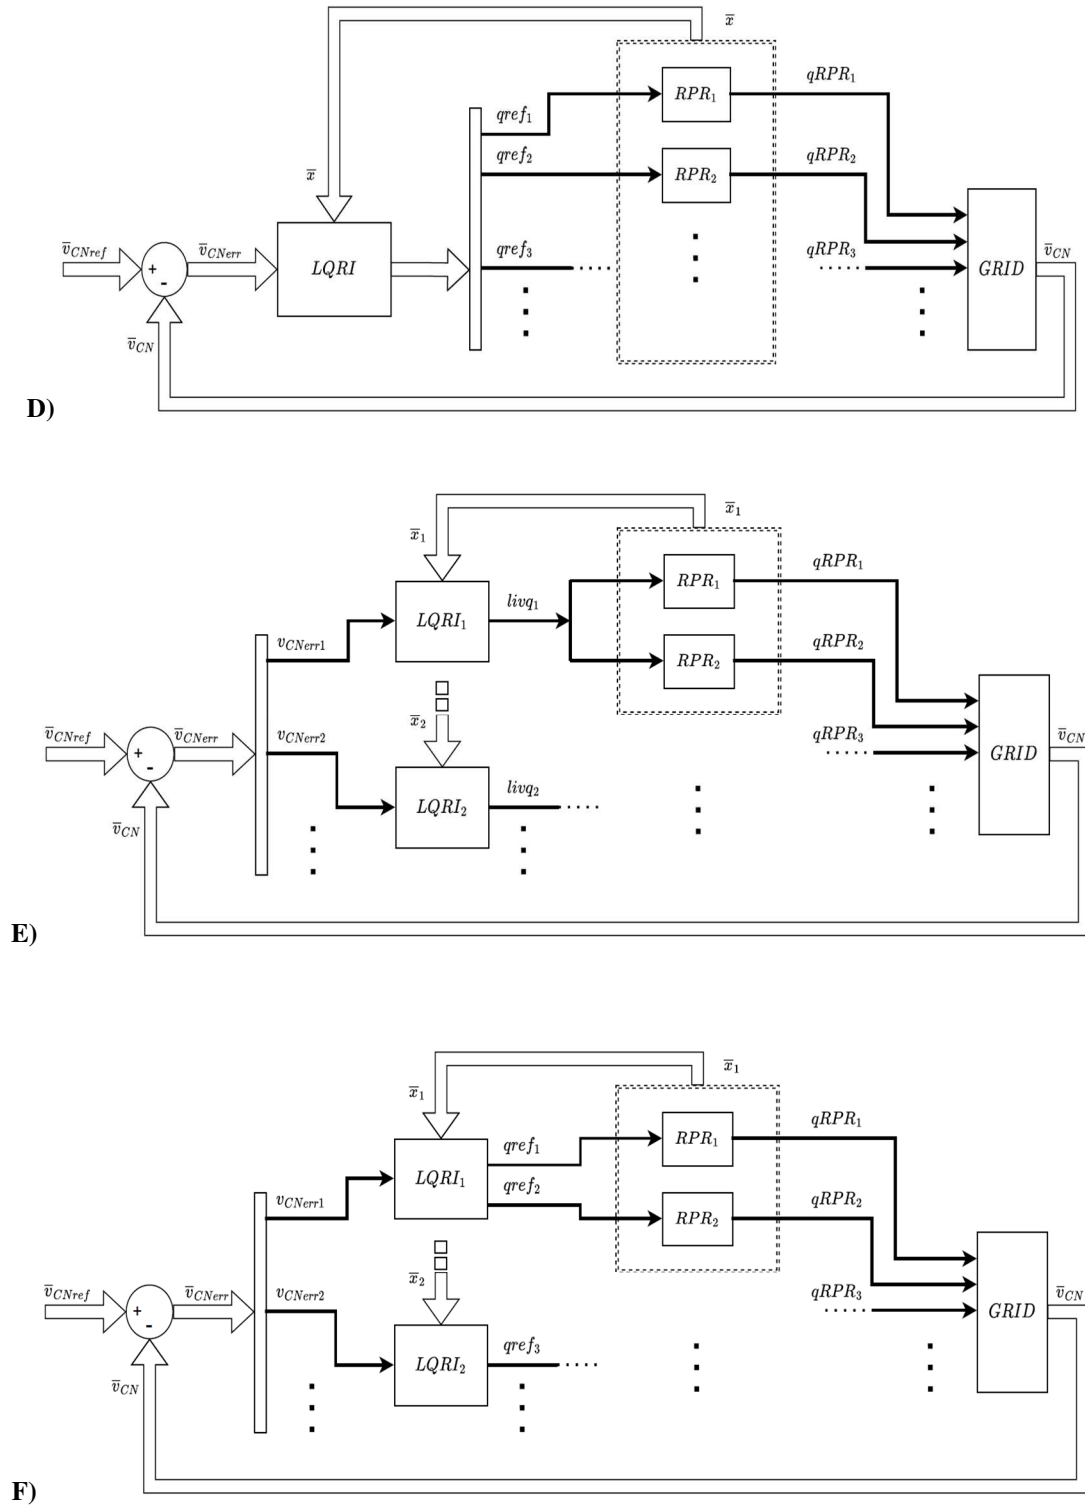 x̅
RPR₁
qRPR₁
qref₁
qref₂
RPR₂
qRPR₂
x̅
v̅CNref
+
-
v̅CNerr
LQRI
qref₃
qRPR₃
GRID
v̅CN
v̅CN
D)
x̅₁
x̅₁
RPR₁
qRPR₁
LQRI₁
livq₁
vCNerr1
RPR₂
qRPR₂
x̅₂
v̅CNref
+
-
v̅CNerr
vCNerr2
qRPR₃
GRID
v̅CN
LQRI₂
livq₂
v̅CN
E)
x̅₁
x̅₁
RPR₁
qRPR₁
LQRI₁
qref₁
qref₂
vCNerr1
RPR₂
qRPR₂
x̅₂
v̅CNref
+
-
v̅CNerr
vCNerr2
qRPR₃
GRID
v̅CN
LQRI₂
qref₃
v̅CN
F)